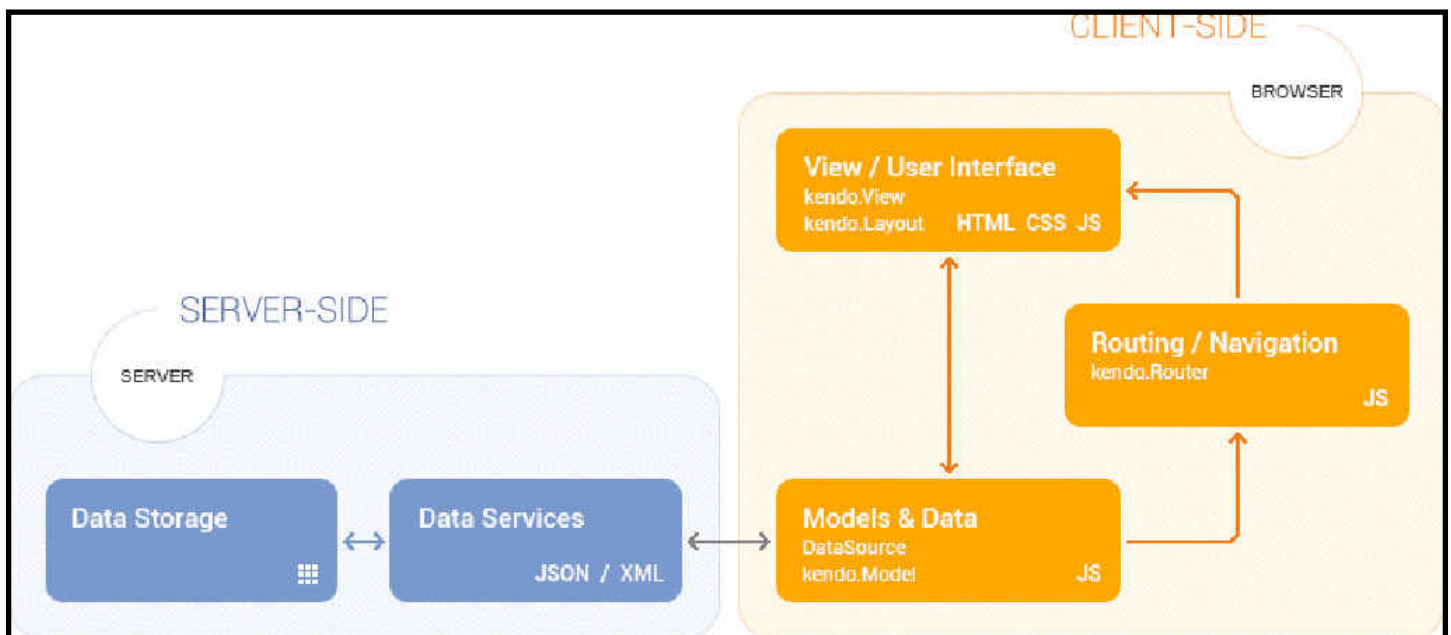 CLIENT-SIDE
BROWSER
View / User Interface
kendo.View
kendo.Layout HTML CSS JS
SERVER-SIDE
SERVER
Routing / Navigation
kendo.Router
JS
Data Storage
Data Services
JSON / XML
Models & Data
DataSource
kendo.Model JS